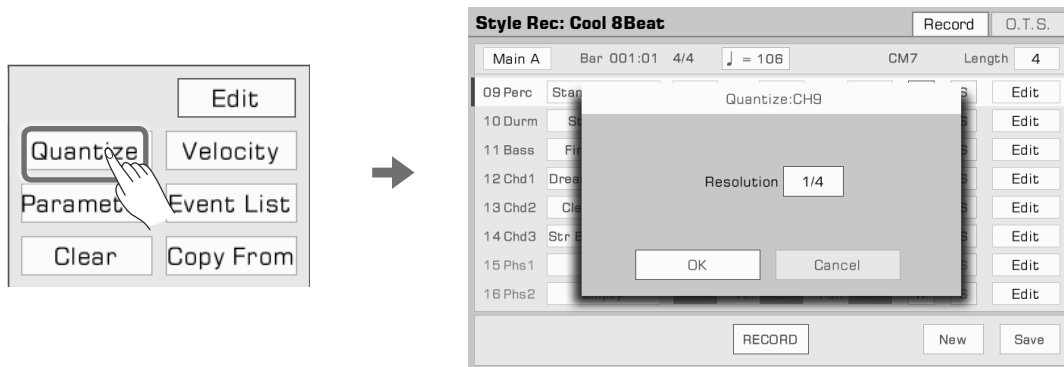 Edit
Quantize Velocity
Event List
Clear Copy From
Style Rec: Cool 8Beat Record O.T.S.
Main A Bar 001:01 4/4 ♩ = 106 CM7 Length 4
09 Perc Edit
Quantize:CH9
10 Durm Edit
11 Bass Edit
12 Chd1 Edit
Resolution 1/4
13 Chd2 Edit
14 Chd3 Str Edit
15 Phs1 Edit
OK Cancel
16 Phs2 Edit
RECORD New Save